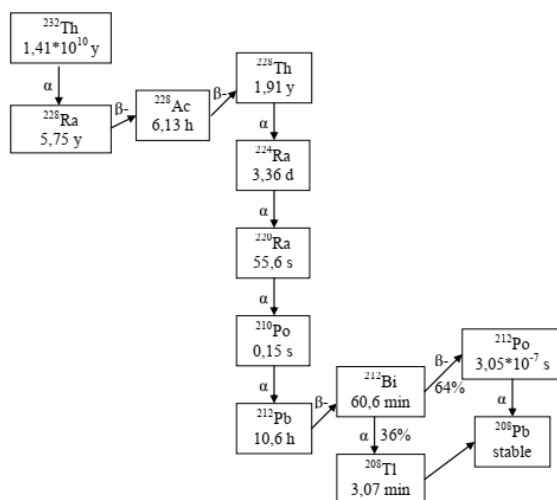 ²³²Th
1,41*10¹⁰ y
α
²²⁸Ra
5,75 y
β-
²²⁸Ac
6,13 h
β-
²²⁸Th
1,91 y
α
²²⁴Ra
3,36 d
α
²²⁰Ra
55,6 s
α
²¹⁰Po
0,15 s
α
²¹²Pb
10,6 h
β-
²¹²Bi
60,6 min
β-
64%
²¹²Po
3,05*10⁻⁷ s
α
²⁰⁸Pb
stable
α 36%
²⁰⁸Tl
3,07 min